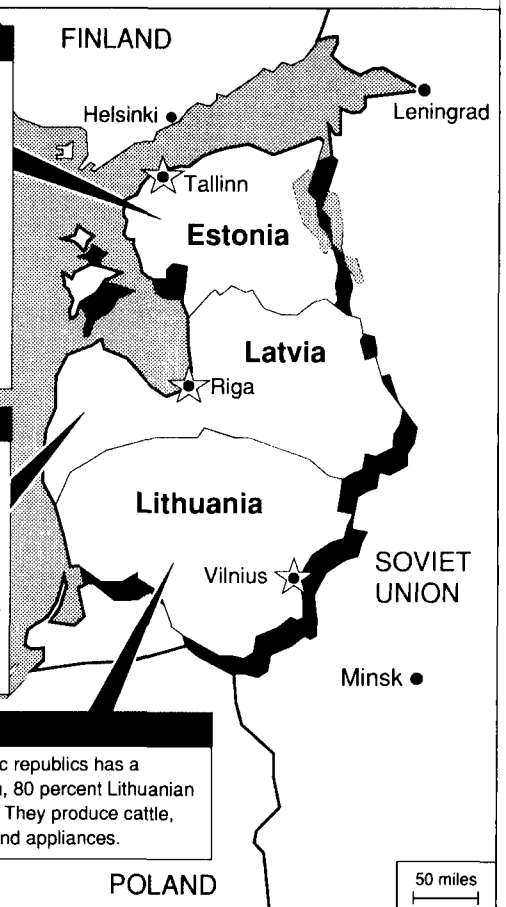 FINLAND
Helsinki
Leningrad
Tallinn
Estonia
Latvia
Riga
Lithuania
Vilnius
SOVIET
UNION
Minsk
republics has a
80 percent Lithuanian
They produce cattle,
appliances.
POLAND
50 miles